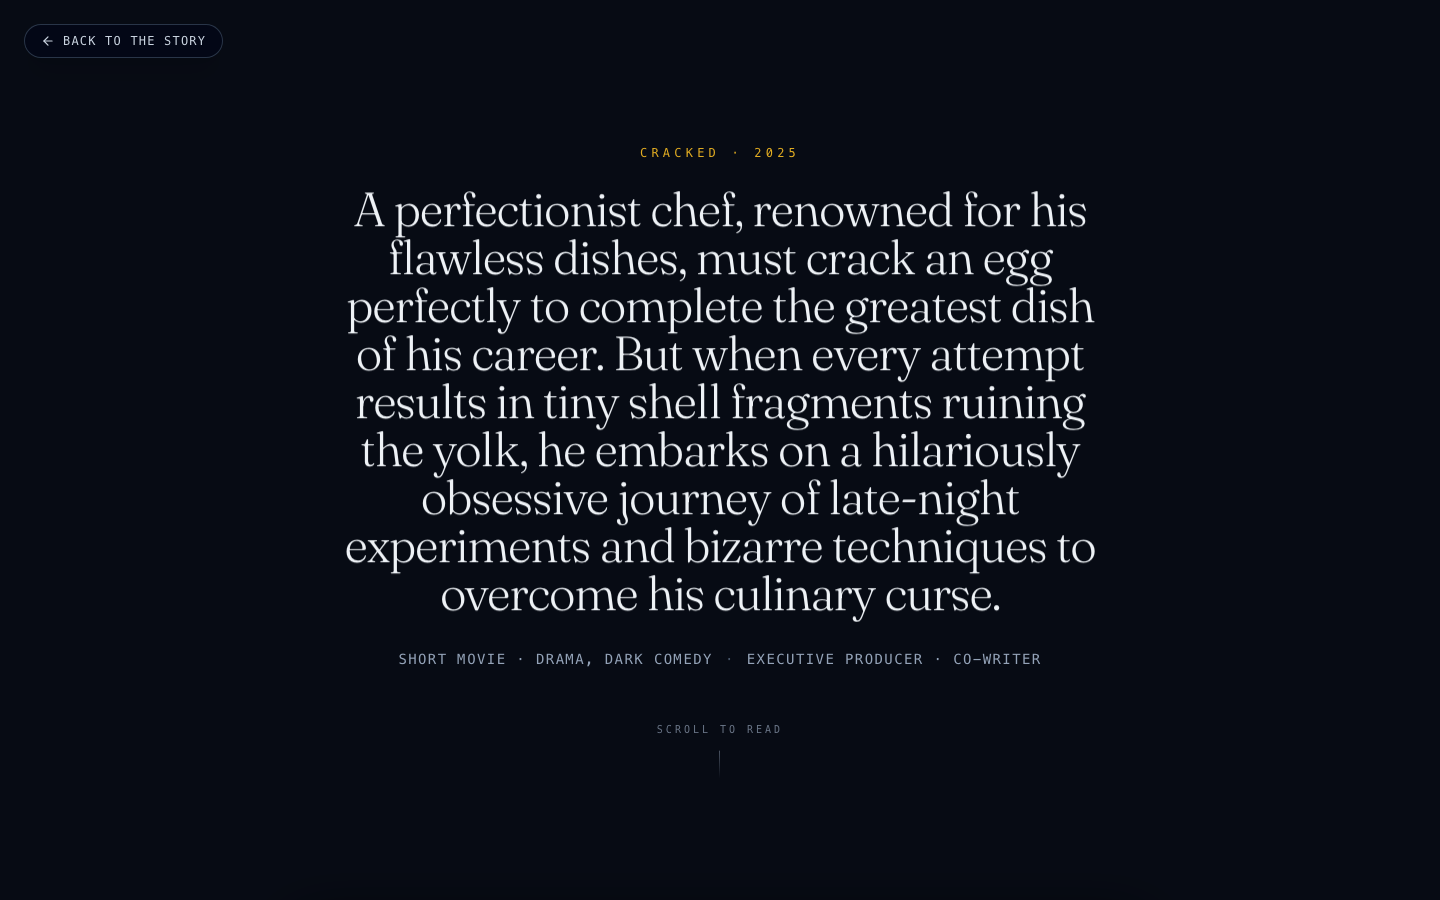 ← BACK TO THE STORY
CRACKED · 2025
A perfectionist chef, renowned for his
flawless dishes, must crack an egg
perfectly to complete the greatest dish
of his career. But when every attempt
results in tiny shell fragments ruining
the yolk, he embarks on a hilariously
obsessive journey of late-night
experiments and bizarre techniques to
overcome his culinary curse.
SHORT MOVIE · DRAMA, DARK COMEDY · EXECUTIVE PRODUCER · CO-WRITER
SCROLL TO READ